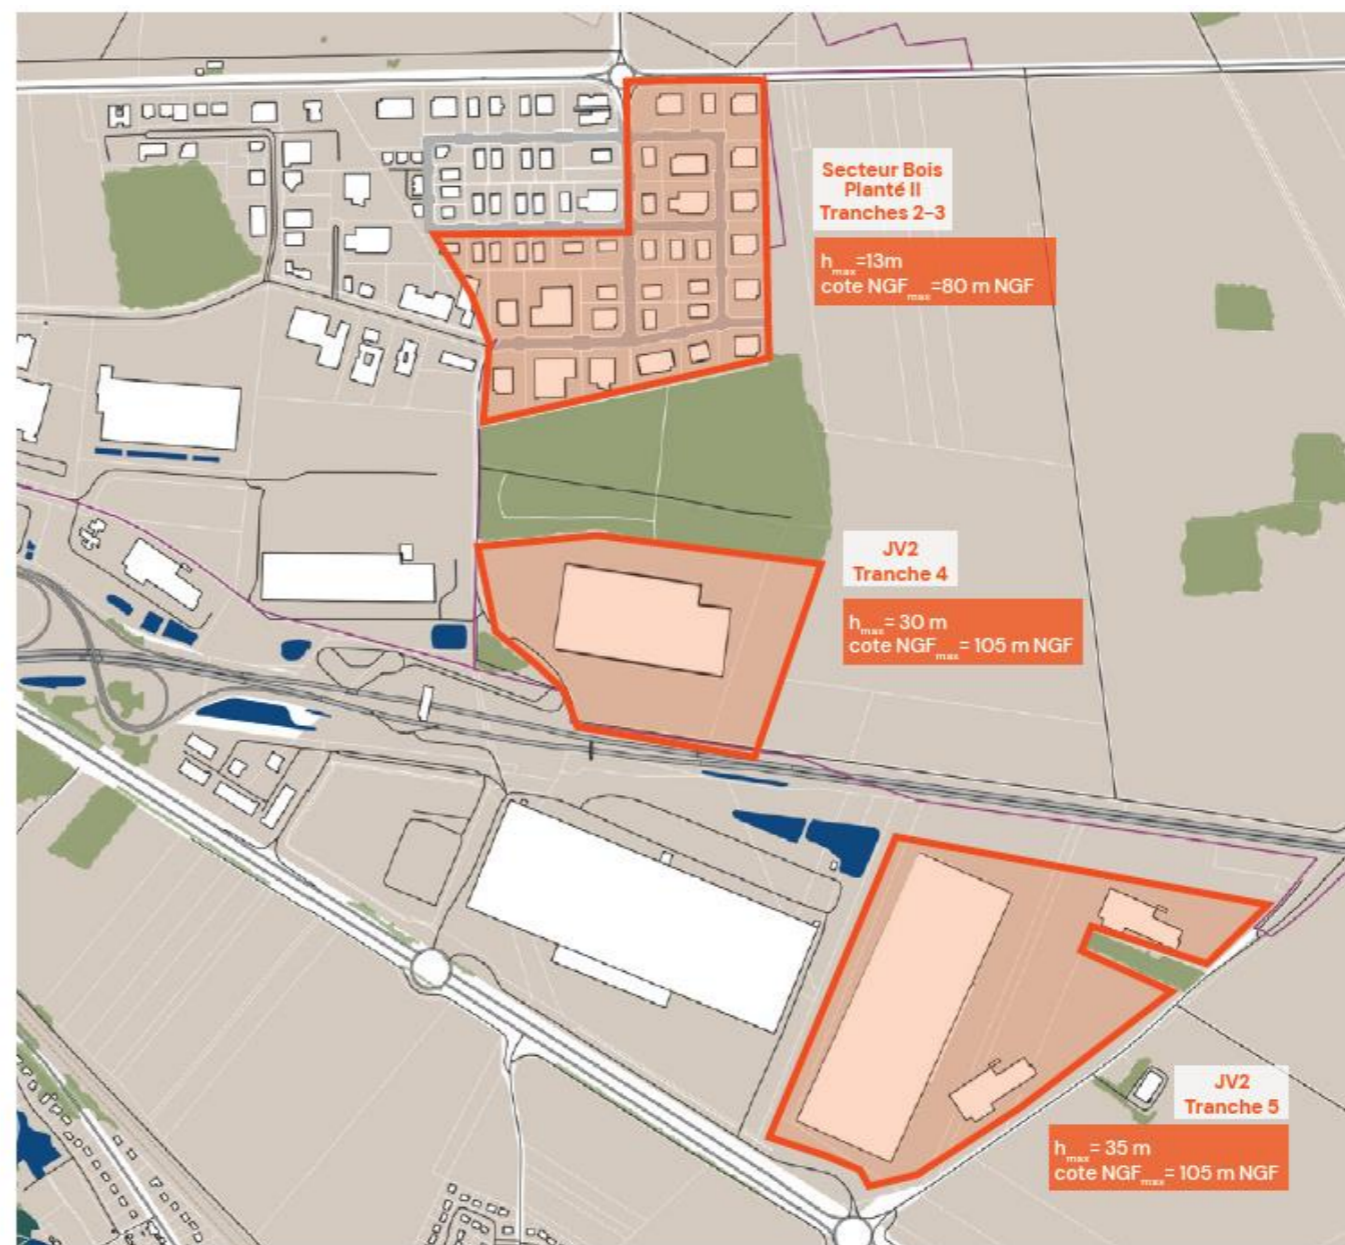 Secteur Bois
Planté II
Tranches 2-3
hmax=13m
cote NGFmax=80 m NGF
JV2
Tranche 4
hmax= 30 m
cote NGFmax= 105 m NGF
JV2
Tranche 5
hmax= 35 m
cote NGFmax= 105 m NGF